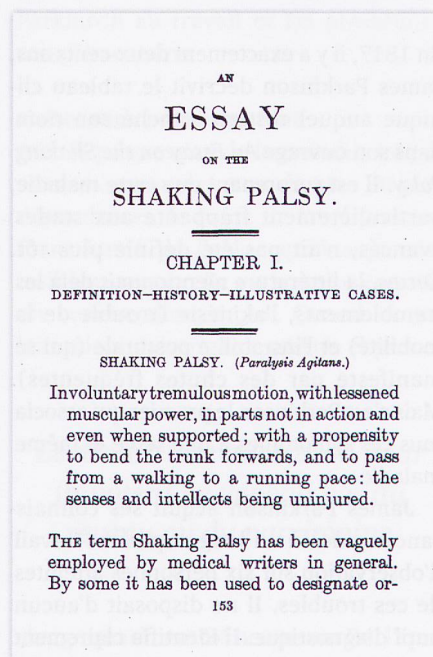 AN
ESSAY
ON THE
SHAKING PALSY.
CHAPTER I.
DEFINITION—HISTORY—ILLUSTRATIVE CASES.
SHAKING PALSY. (Paralysis Agitans.)
Involuntary tremulous motion, with lessened
muscular power, in parts not in action and
even when supported; with a propensity
to bend the trunk forwards, and to pass
from a walking to a running pace: the
senses and intellects being uninjured.
THE term Shaking Palsy has been vaguely
employed by medical writers in general.
By some it has been used to designate or-
153